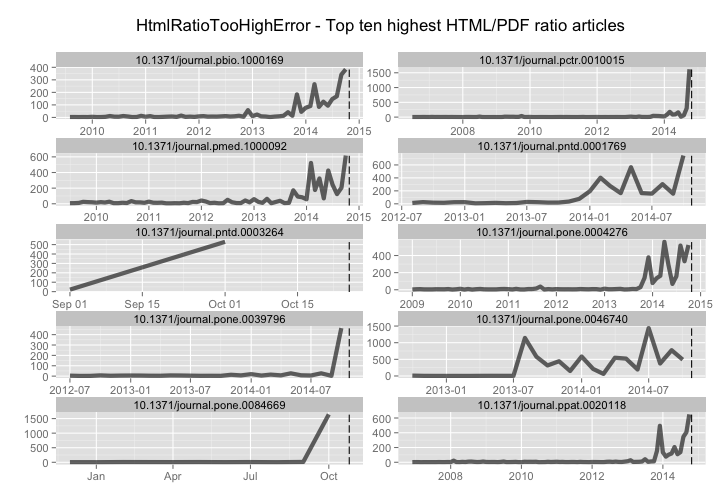 HtmlRatioTooHighError - Top ten highest HTML/PDF ratio articles
10.1371/journal.pbio.1000169
400
300
200
100
0
2010 2011 2012 2013 2014 2015
10.1371/journal.pctr.0010015
1500
1000
500
0
2008 2010 2012 2014
10.1371/journal.pmed.1000092
600
400
200
0
2010 2011 2012 2013 2014 2015
10.1371/journal.pntd.0001769
600
400
200
0
2012-07 2013-01 2013-07 2014-01 2014-07
10.1371/journal.pntd.0003264
500
400
300
200
100
0
Sep 01 Sep 15 Oct 01 Oct 15
10.1371/journal.pone.0004276
400
200
0
2009 2010 2011 2012 2013 2014 2015
10.1371/journal.pone.0039796
400
300
200
100
0
2012-07 2013-01 2013-07 2014-01 2014-07
10.1371/journal.pone.0046740
1500
1000
500
0
2013-01 2013-07 2014-01 2014-07
10.1371/journal.pone.0084669
1500
1000
500
0
Jan Apr Jul Oct
10.1371/journal.ppat.0020118
600
400
200
0
2008 2010 2012 2014